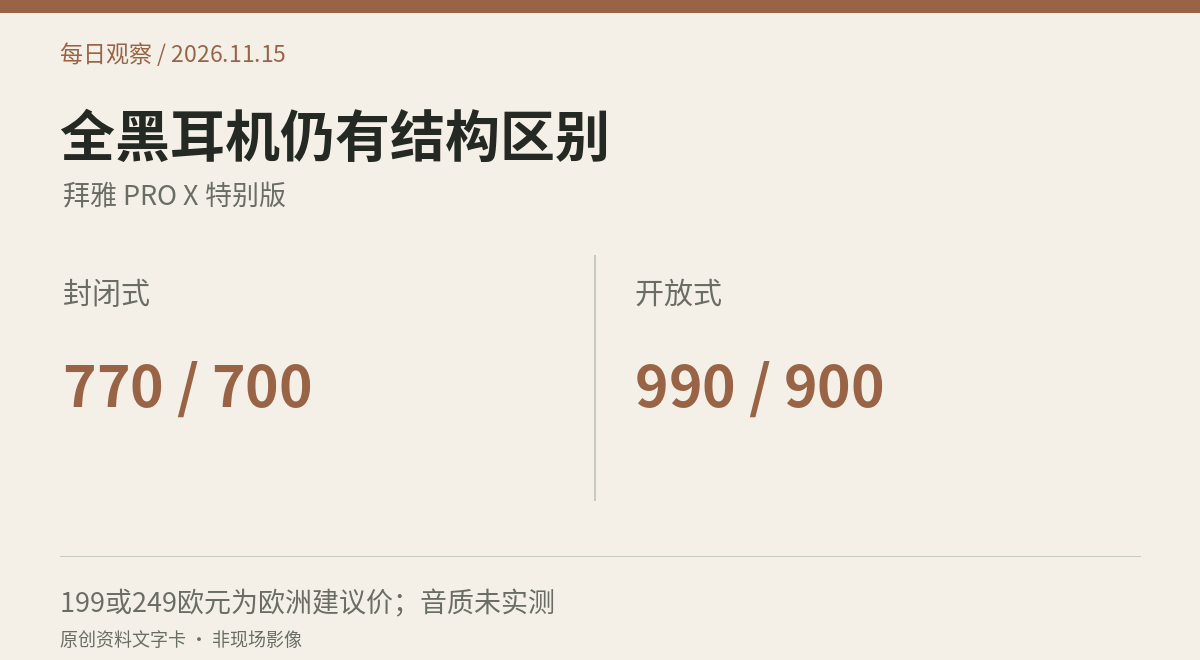 每日观察 / 2026.11.15
全黑耳机仍有结构区别
拜雅 PRO X 特别版
封闭式
770 / 700
开放式
990 / 900
199或249欧元为欧洲建议价；音质未实测
原创资料文字卡 · 非现场影像